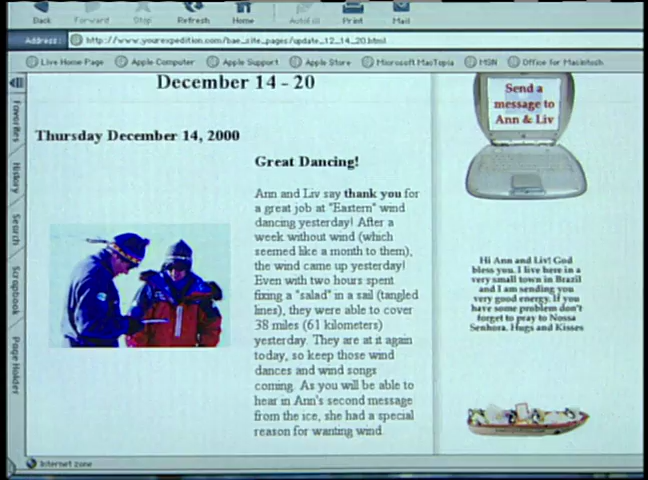 Back Forward Stop Refresh Home AutoFill Print Mail
Address: http://www.yourexpedition.com/bae_site_pages/update_12_14_20.html
Live Home Page Apple Computer Apple Support Apple Store Microsoft MacTopia MSN Office for Macintosh
Favorites
History
Search
Scrapbook
Page Holder
December 14 - 20
Thursday December 14, 2000
Great Dancing!
Ann and Liv say thank you for
a great job at "Eastern" wind
dancing yesterday! After a
week without wind (which
seemed like a month to them),
the wind came up yesterday!
Even with two hours spent
fixing a "salad" in a sail (tangled
lines), they were able to cover
38 miles (61 kilometers)
yesterday. They are at it again
today, so keep those wind
dances and wind songs
coming. As you will be able to
hear in Ann's second message
from the ice, she had a special
reason for wanting wind
Send a
message to
Ann & Liv
Hi Ann and Liv! God
bless you. I live here in a
very small town in Brazil
and I am sending you
very good energy. If you
have some problem don't
forget to pray to Nossa
Senhora. Hugs and Kisses
Internet zone